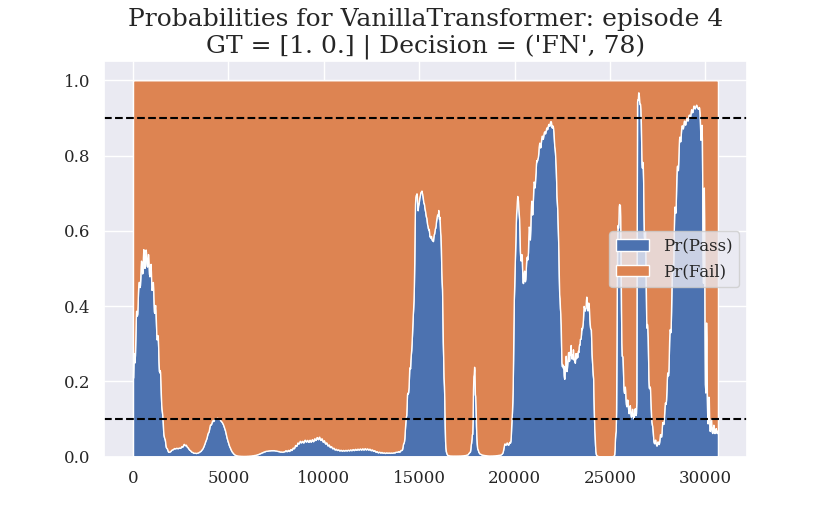 Probabilities for VanillaTransformer: episode 4
GT = [1. 0.] | Decision = ('FN', 78)
1.0
0.8
0.6
0.4
0.2
0.0
Pr(Pass)
Pr(Fail)
0 5000 10000 15000 20000 25000 30000